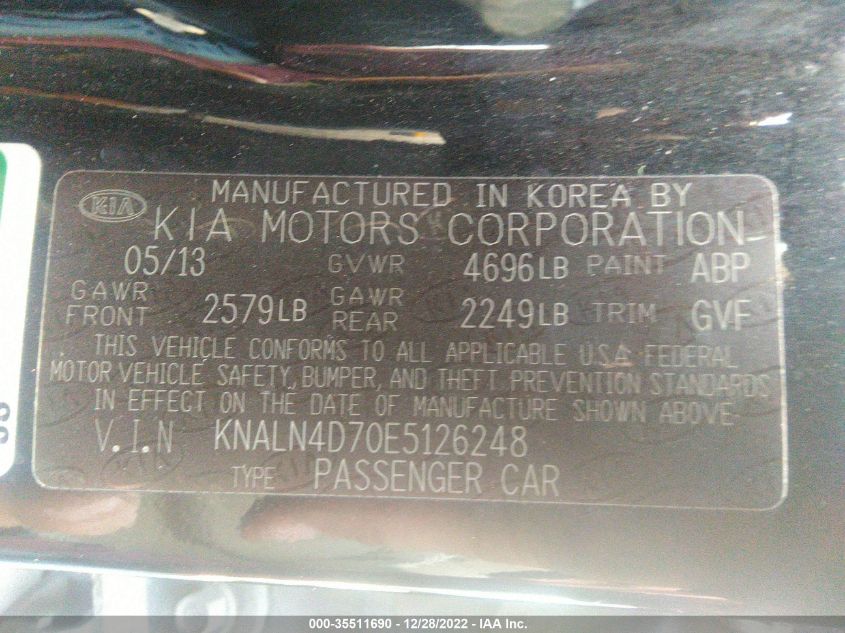 MANUFACTURED IN KOREA BY
KIA KIA MOTORS CORPORATION
05/13 GVWR 4696LB PAINT ABP
GAWR FRONT 2579LB GAWR REAR 2249LB TRIM GVF
THIS VEHICLE CONFORMS TO ALL APPLICABLE U.S.A. FEDERAL
MOTOR VEHICLE SAFETY, BUMPER, AND THEFT PREVENTION STANDARDS
IN EFFECT ON THE DATE OF MANUFACTURE SHOWN ABOVE
V.I.N KNALN4D70E5126248
TYPE PASSENGER CAR
000-35511690 - 12/28/2022 - IAA Inc.